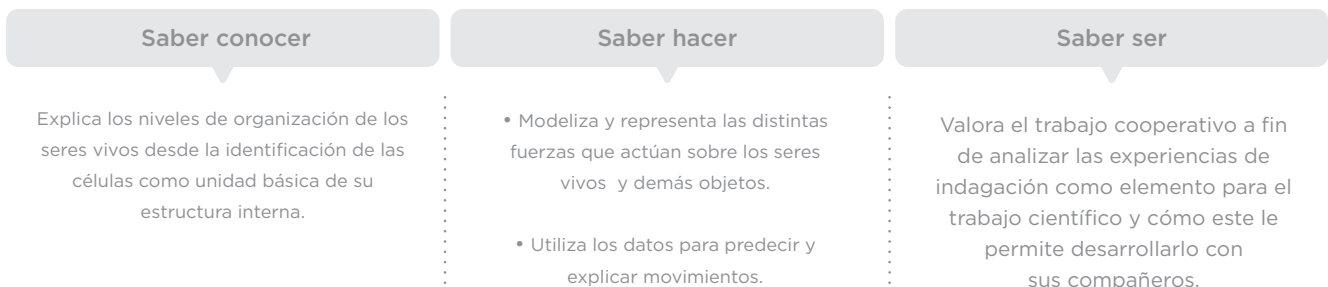 Saber conocer
Explica los niveles de organización de los
seres vivos desde la identificación de las
células como unidad básica de su
estructura interna.
Saber hacer
• Modeliza y representa las distintas
fuerzas que actúan sobre los seres
vivos y demás objetos.
• Utiliza los datos para predecir y
explicar movimientos.
Saber ser
Valora el trabajo cooperativo a fin
de analizar las experiencias de
indagación como elemento para el
trabajo científico y cómo este le
permite desarrollarlo con
sus compañeros.